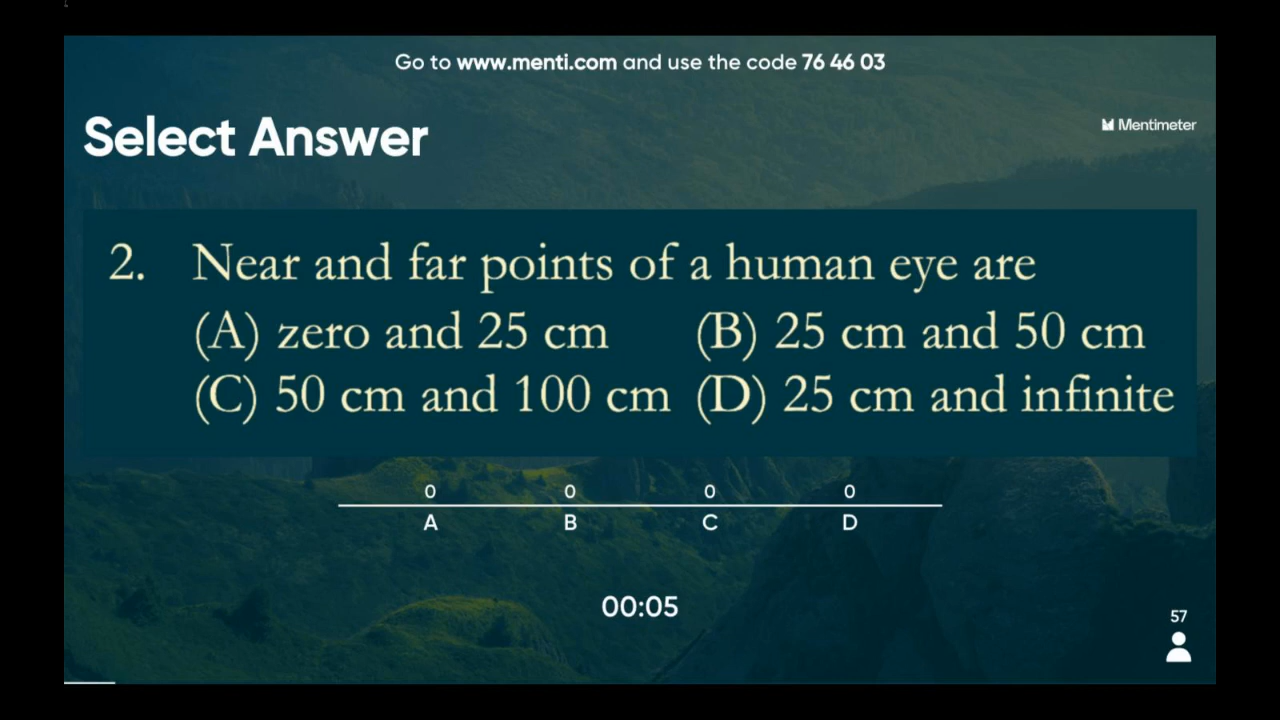 Go to www.menti.com and use the code 76 46 03
Select Answer
Mentimeter
2. Near and far points of a human eye are
(A) zero and 25 cm (B) 25 cm and 50 cm
(C) 50 cm and 100 cm (D) 25 cm and infinite
0 0 0 0
A B C D
00:05
57